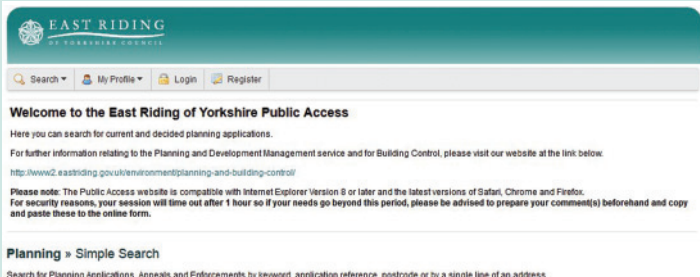 EAST RIDING
OF YORKSHIRE COUNCIL
Search My Profile Login Register
Welcome to the East Riding of Yorkshire Public Access
Here you can search for current and decided planning applications.
For further information relating to the Planning and Development Management service and for Building Control, please visit our website at the link below.
http://www2.eastriding.gov.uk/environment/planning-and-building-control/
Please note: The Public Access website is compatible with Internet Explorer Version 8 or later and the latest versions of Safari, Chrome and Firefox.
For security reasons, your session will time out after 1 hour so if your needs go beyond this period, please be advised to prepare your comment(s) beforehand and copy
and paste these to the online form.
Planning » Simple Search
Search for Planning Applications, Appeals and Enforcements by keyword, application reference, postcode or by a single line of an address.